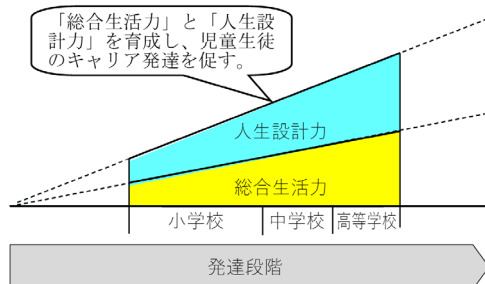 「総合生活力」と「人生設
計力」を育成し、児童生徒
のキャリア発達を促す。
人生設計力
総合生活力
小学校 中学校 高等学校
発達段階